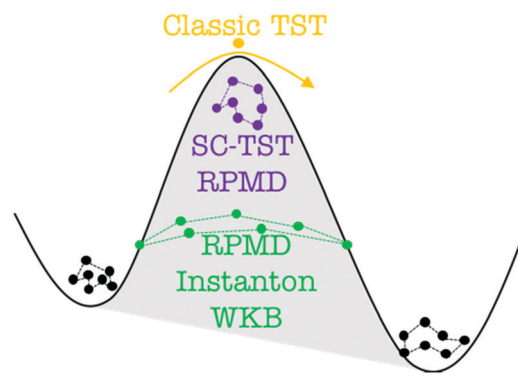 Classic TST
SC-TST
RPMD
RPMD
Instanton
WKB